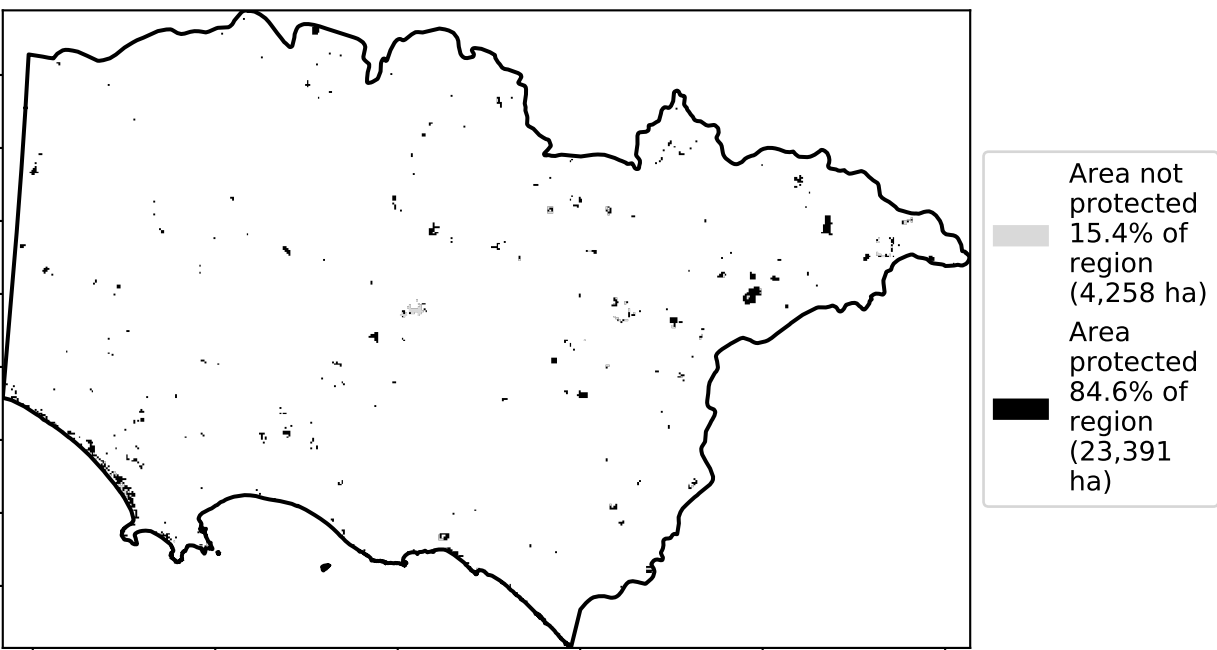 Area not
protected
15.4% of
region
(4,258 ha)
Area
protected
84.6% of
region
(23,391
ha)